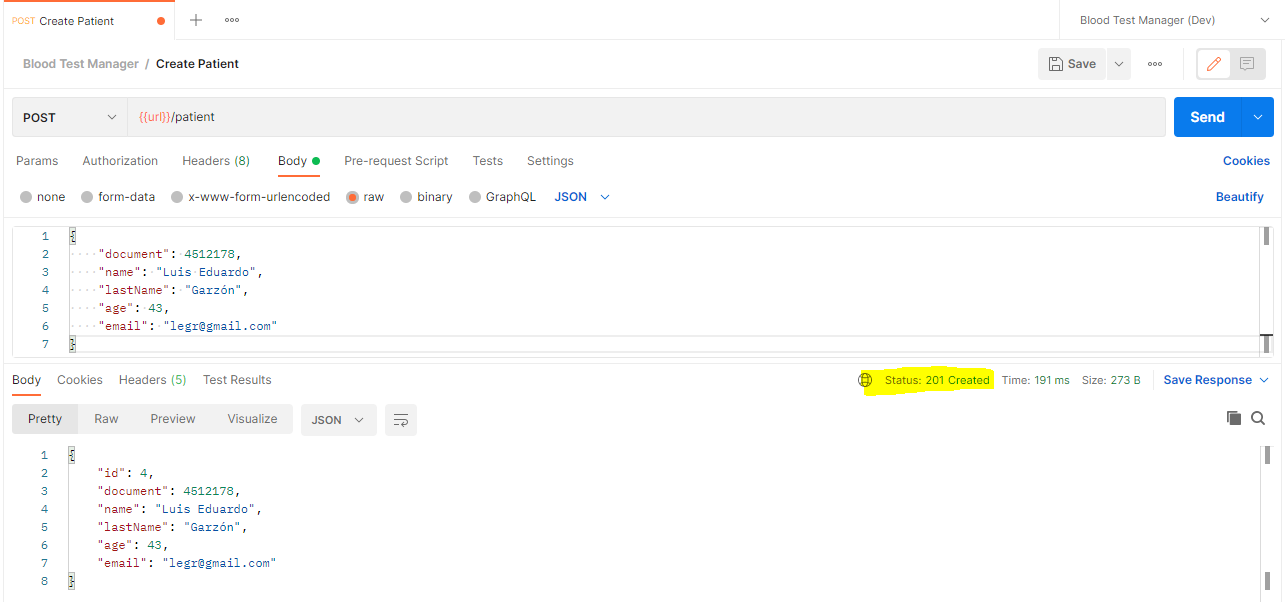 POST Create Patient
Blood Test Manager (Dev)
Blood Test Manager / Create Patient
Save
POST {{url}}/patient
Send
Params Authorization Headers (8) Body Pre-request Script Tests Settings Cookies
none form-data x-www-form-urlencoded raw binary GraphQL JSON Beautify
1 {
2 "document": 4512178,
3 "name": "Luis Eduardo",
4 "lastName": "Garzón",
5 "age": 43,
6 "email": "legr@gmail.com"
7 }
Body Cookies Headers (5) Test Results Status: 201 Created Time: 191 ms Size: 273 B Save Response
Pretty Raw Preview Visualize JSON
1 {
2 "id": 4,
3 "document": 4512178,
4 "name": "Luis Eduardo",
5 "lastName": "Garzón",
6 "age": 43,
7 "email": "legr@gmail.com"
8 }